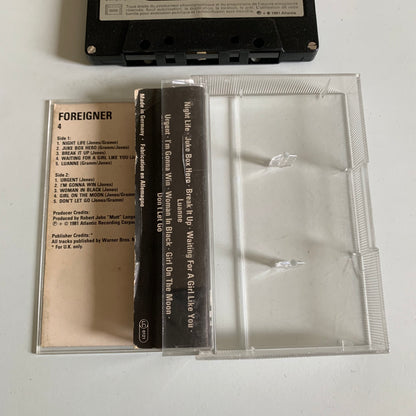 FOREIGNER
4
Side 1:
1. NIGHT LIFE (Jones/Gramm)
2. JUKE BOX HERO (Gramm/Jones)
3. BREAK IT UP (Jones)
4. WAITING FOR A GIRL LIKE YOU
5. LUANNE (Gramm/Jones)
Side 2:
1. URGENT (Jones)
2. I'M GONNA WIN (Jones)
3. WOMAN IN BLACK (Jones)
4. GIRL ON THE MOON (Jones/Gramm)
5. DON'T LET GO (Gramm/Jones)
Producer Credits:
Produced by Robert John "Mutt" Lange
℗ + © 1981 Atlantic Recording Corp
Publisher Credits: *
All tracks published by Warner Bros.
* For U.K. only.
Made in Germany · Fabrication en Allemagne
Night Life · Juke Box Hero · Break It Up · Waiting For A Girl Like You ·
Luanne
Urgent · I'm Gonna Win · Woman In Black · Girl On The Moon ·
Don't Let Go
℗ 1981 Atlantic